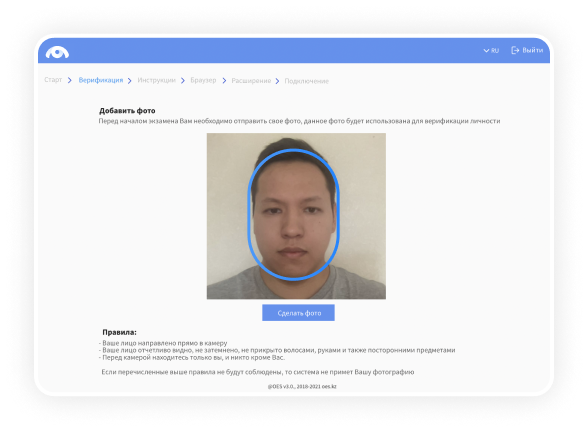 RU Выйти
Старт > Верификация > Инструкции > Браузер > Расширение > Подключение
Добавить фото
Перед началом экзамена Вам необходимо отправить свое фото, данное фото будет использована для верификации личности
Сделать фото
Правила:
- Ваше лицо направлено прямо в камеру
- Ваше лицо отчетливо видно, не затемнено, не прикрыто волосами, руками и также посторонними предметами
- Перед камерой находитесь только вы, и никто кроме Вас.
Если перечисленные выше правила не будут соблюдены, то система не примет Вашу фотографию
@OES v3.0., 2018-2021 oes.kz